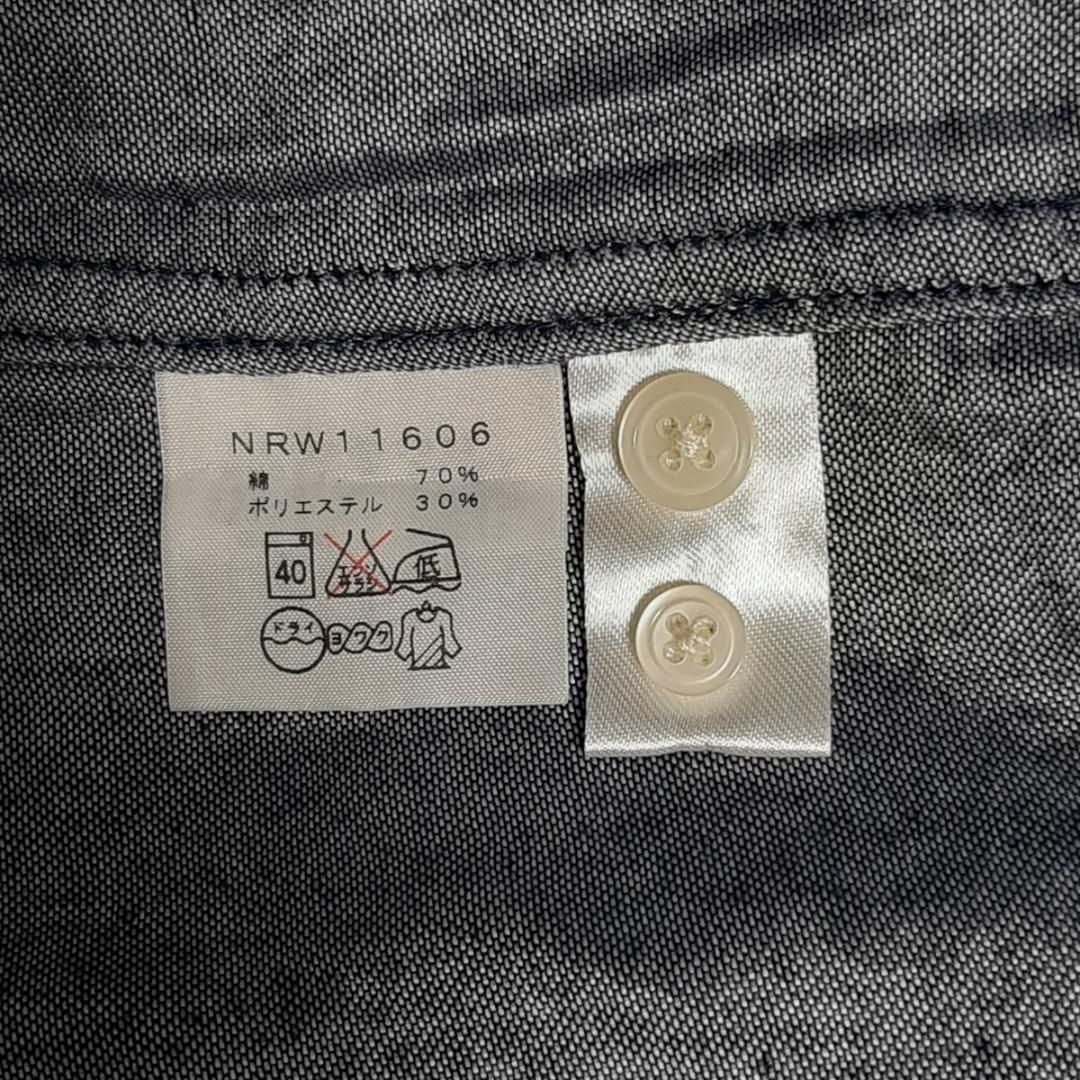 NRW11606
綿 70%
ポリエステル 30%
40
エンソ
サラシ
低
ドライ
ヨワク